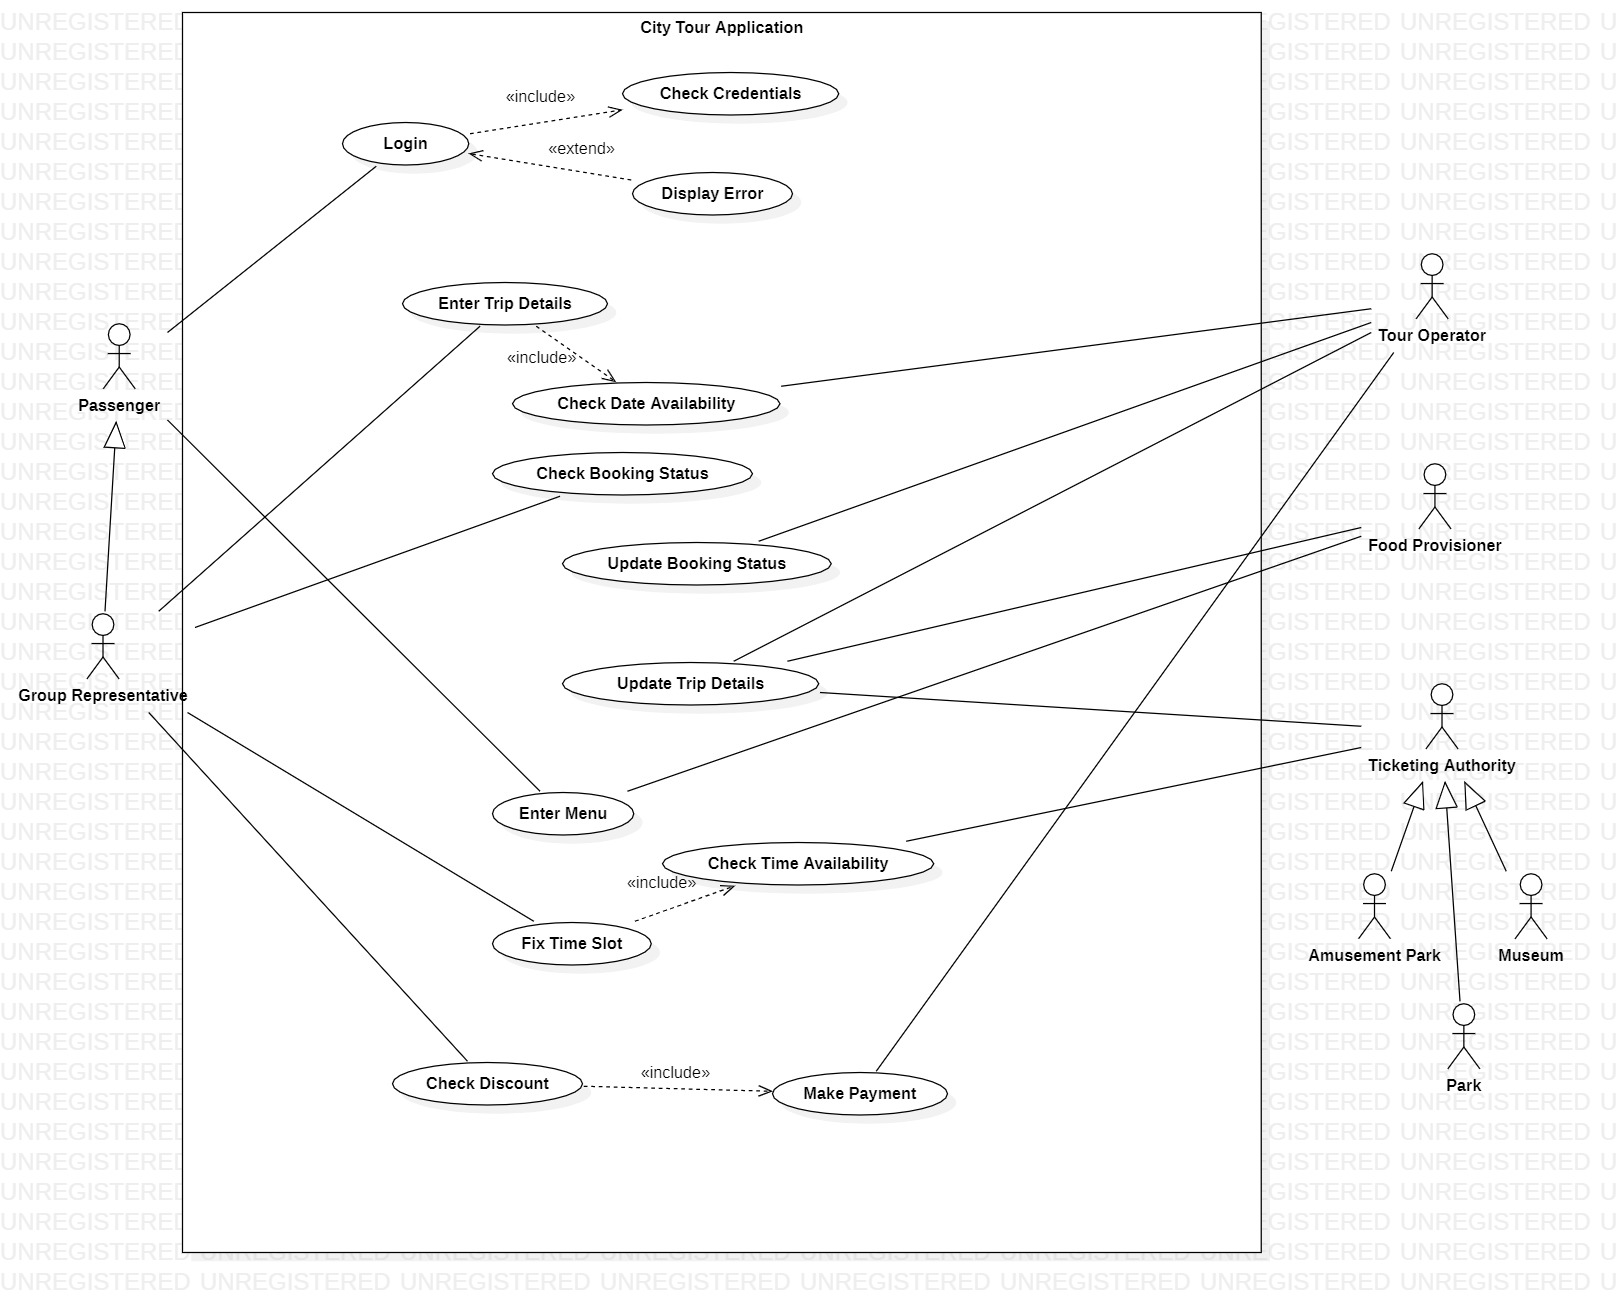 City Tour Application
«include»
Check Credentials
Login
«extend»
Display Error
Enter Trip Details
«include»
Tour Operator
Passenger
Check Date Availability
Check Booking Status
Food Provisioner
Update Booking Status
Group Representative
Update Trip Details
Ticketing Authority
Enter Menu
Check Time Availability
«include»
Fix Time Slot
Amusement Park
Museum
Check Discount
«include»
Make Payment
Park
UNREGISTERED UNREGISTERED UNREGISTERED UNREGISTERED UNREGISTERED UNREGISTERED UNREGISTERED UNREGISTERED U